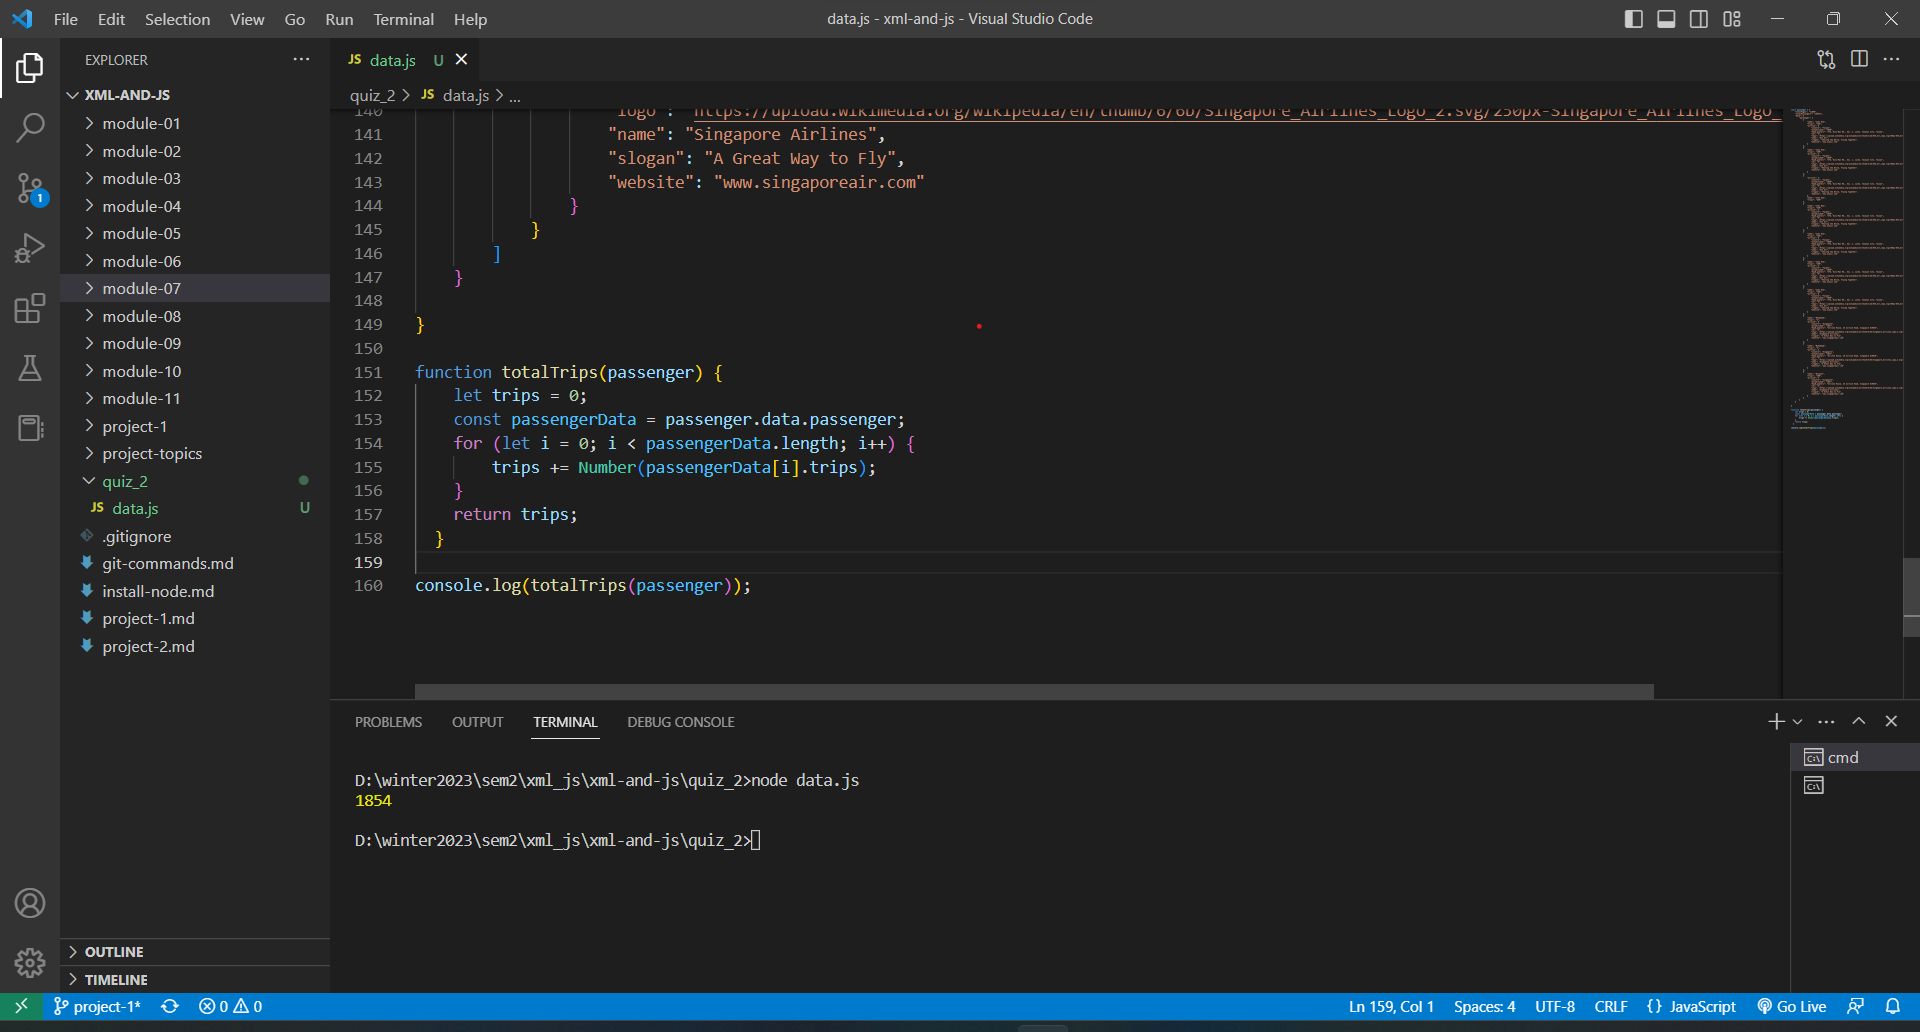 File Edit Selection View Go Run Terminal Help
data.js - xml-and-js - Visual Studio Code
EXPLORER
XML-AND-JS
module-01
module-02
module-03
module-04
module-05
module-06
module-07
module-08
module-09
module-10
module-11
project-1
project-topics
quiz_2
JS data.js U
.gitignore
git-commands.md
install-node.md
project-1.md
project-2.md
OUTLINE
TIMELINE
1
JS data.js U
quiz_2 > JS data.js > ...
140 "logo": "https://upload.wikimedia.org/wikipedia/en/thumb/6/6b/Singapore_Airlines_Logo_2.svg/250px-Singapore_Airlines_Logo_
141 "name": "Singapore Airlines",
142 "slogan": "A Great Way to Fly",
143 "website": "www.singaporeair.com"
144 }
145 }
146 ]
147 }
148
149 }
150
151 function totalTrips(passenger) {
152 let trips = 0;
153 const passengerData = passenger.data.passenger;
154 for (let i = 0; i < passengerData.length; i++) {
155 trips += Number(passengerData[i].trips);
156 }
157 return trips;
158 }
159
160 console.log(totalTrips(passenger));
PROBLEMS OUTPUT TERMINAL DEBUG CONSOLE
D:\winter2023\sem2\xml_js\xml-and-js\quiz_2>node data.js
1854
D:\winter2023\sem2\xml_js\xml-and-js\quiz_2>
cmd
project-1* 0 0
Ln 159, Col 1 Spaces: 4 UTF-8 CRLF {} JavaScript Go Live